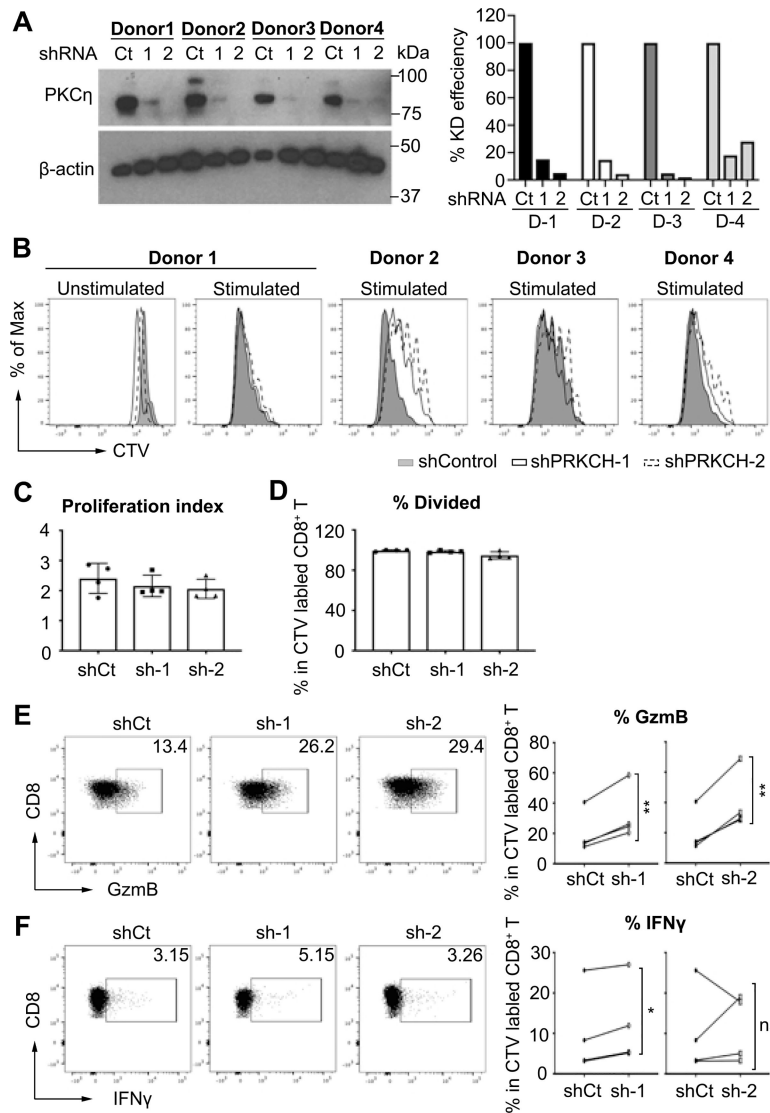 A
Donor1 Donor2 Donor3 Donor4
shRNA Ct 1 2 Ct 1 2 Ct 1 2 Ct 1 2 kDa
PKCη
100
75
β-actin
50
37
% KD effeciency
100
80
60
40
20
0
shRNA Ct 1 2 Ct 1 2 Ct 1 2 Ct 1 2
D-1 D-2 D-3 D-4
B
Donor 1 Donor 2 Donor 3 Donor 4
Unstimulated Stimulated Stimulated Stimulated Stimulated
% of Max
CTV
shControl shPRKCH-1 shPRKCH-2
C
Proliferation index
4
3
2
1
0
shCt sh-1 sh-2
D
% Divided
% in CTV labled CD8+ T
100
80
40
0
shCt sh-1 sh-2
E
shCt sh-1 sh-2
13.4 26.2 29.4
CD8
GzmB
% GzmB
% in CTV labled CD8+ T
80
60
40
20
0
**
**
shCt sh-1 shCt sh-2
F
shCt sh-1 sh-2
3.15 5.15 3.26
CD8
IFNγ
% IFNγ
% in CTV labled CD8+ T
30
20
10
0
*
n
shCt sh-1 shCt sh-2